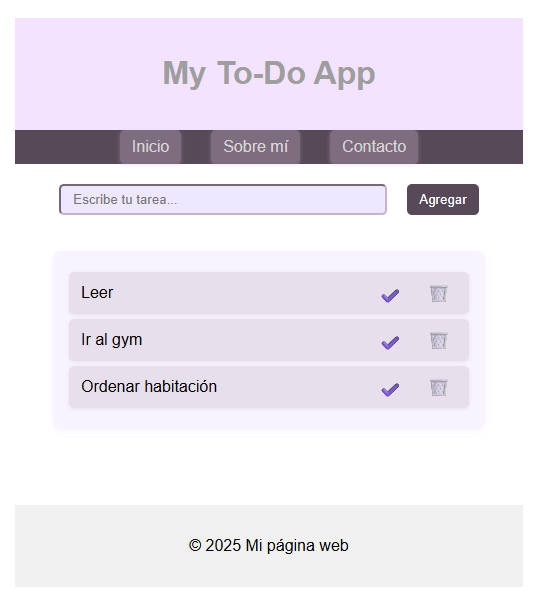 My To-Do App
Inicio Sobre mí Contacto
Escribe tu tarea... Agregar
Leer
Ir al gym
Ordenar habitación
© 2025 Mi página web